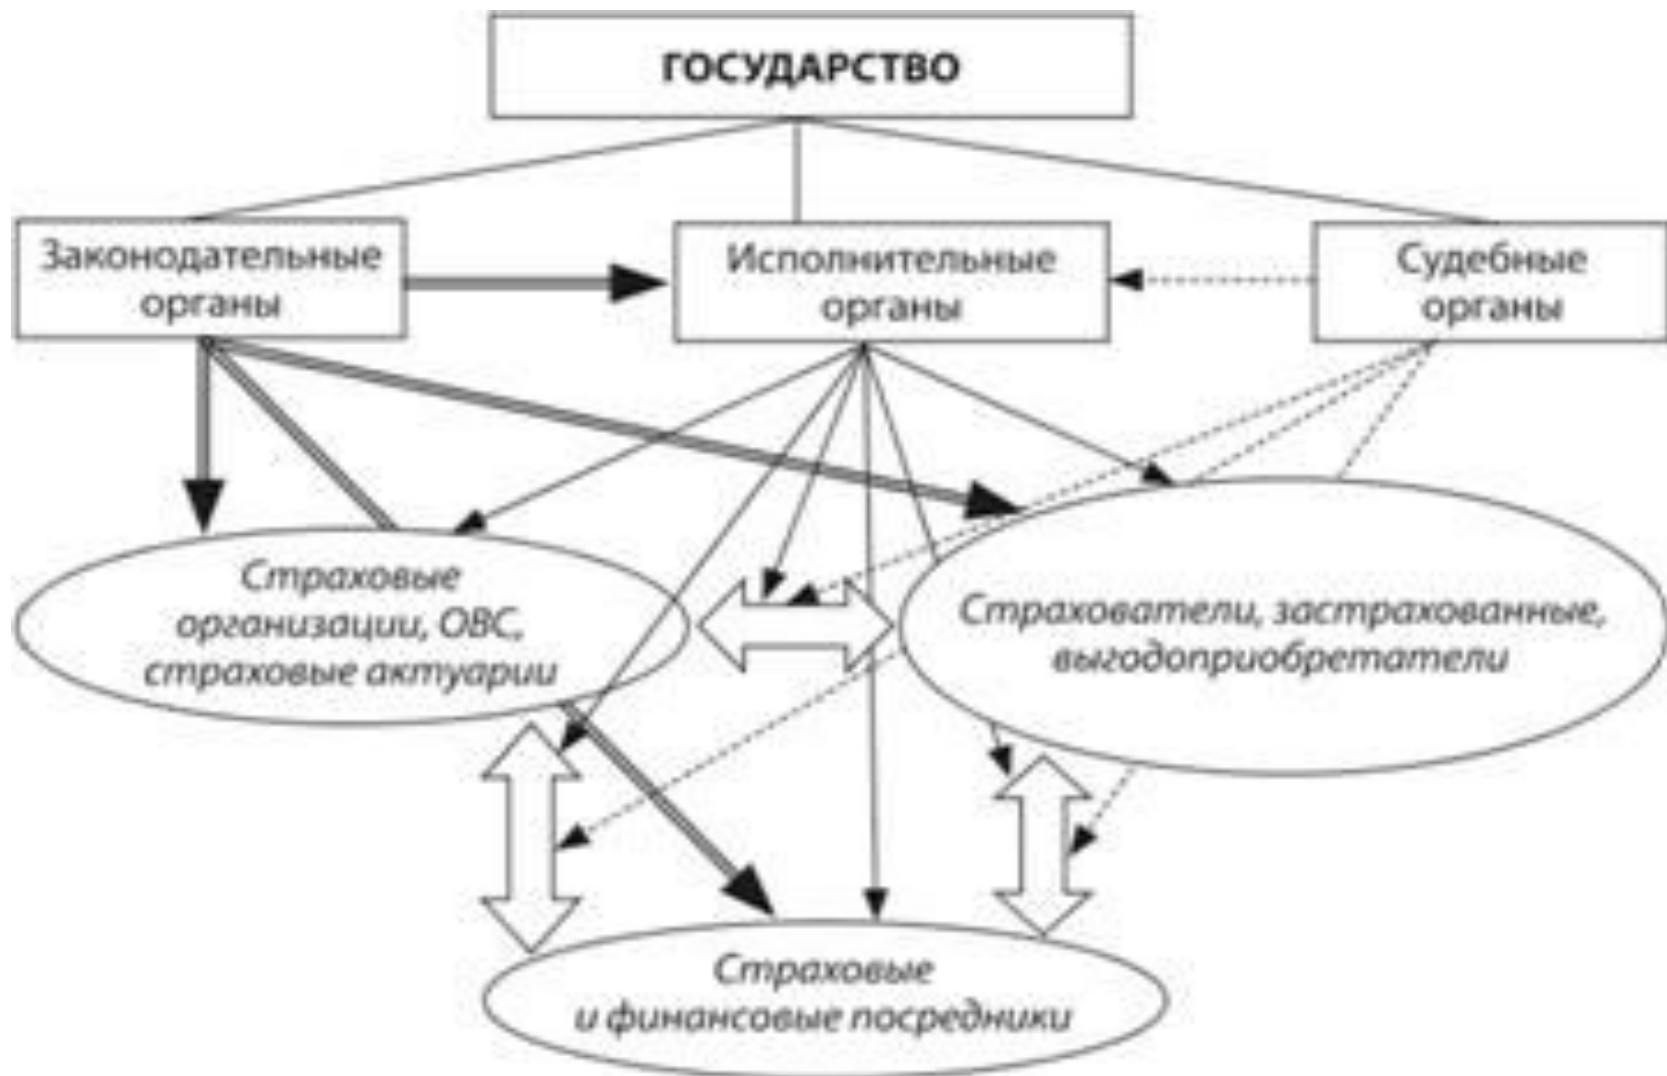 ГОСУДАРСТВО
Законодательные
органы
Исполнительные
органы
Судебные
органы
Страховые
организации, ОВС,
страховые актуарии
Страхователи, застрахованные,
выгодоприобретатели
Страховые
и финансовые посредники